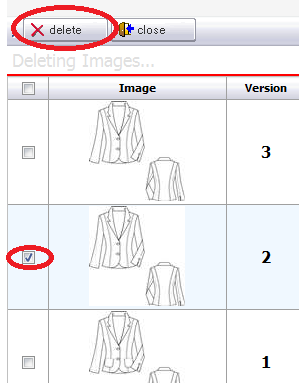 delete close
Deleting Images...
Image Version
3
2
1